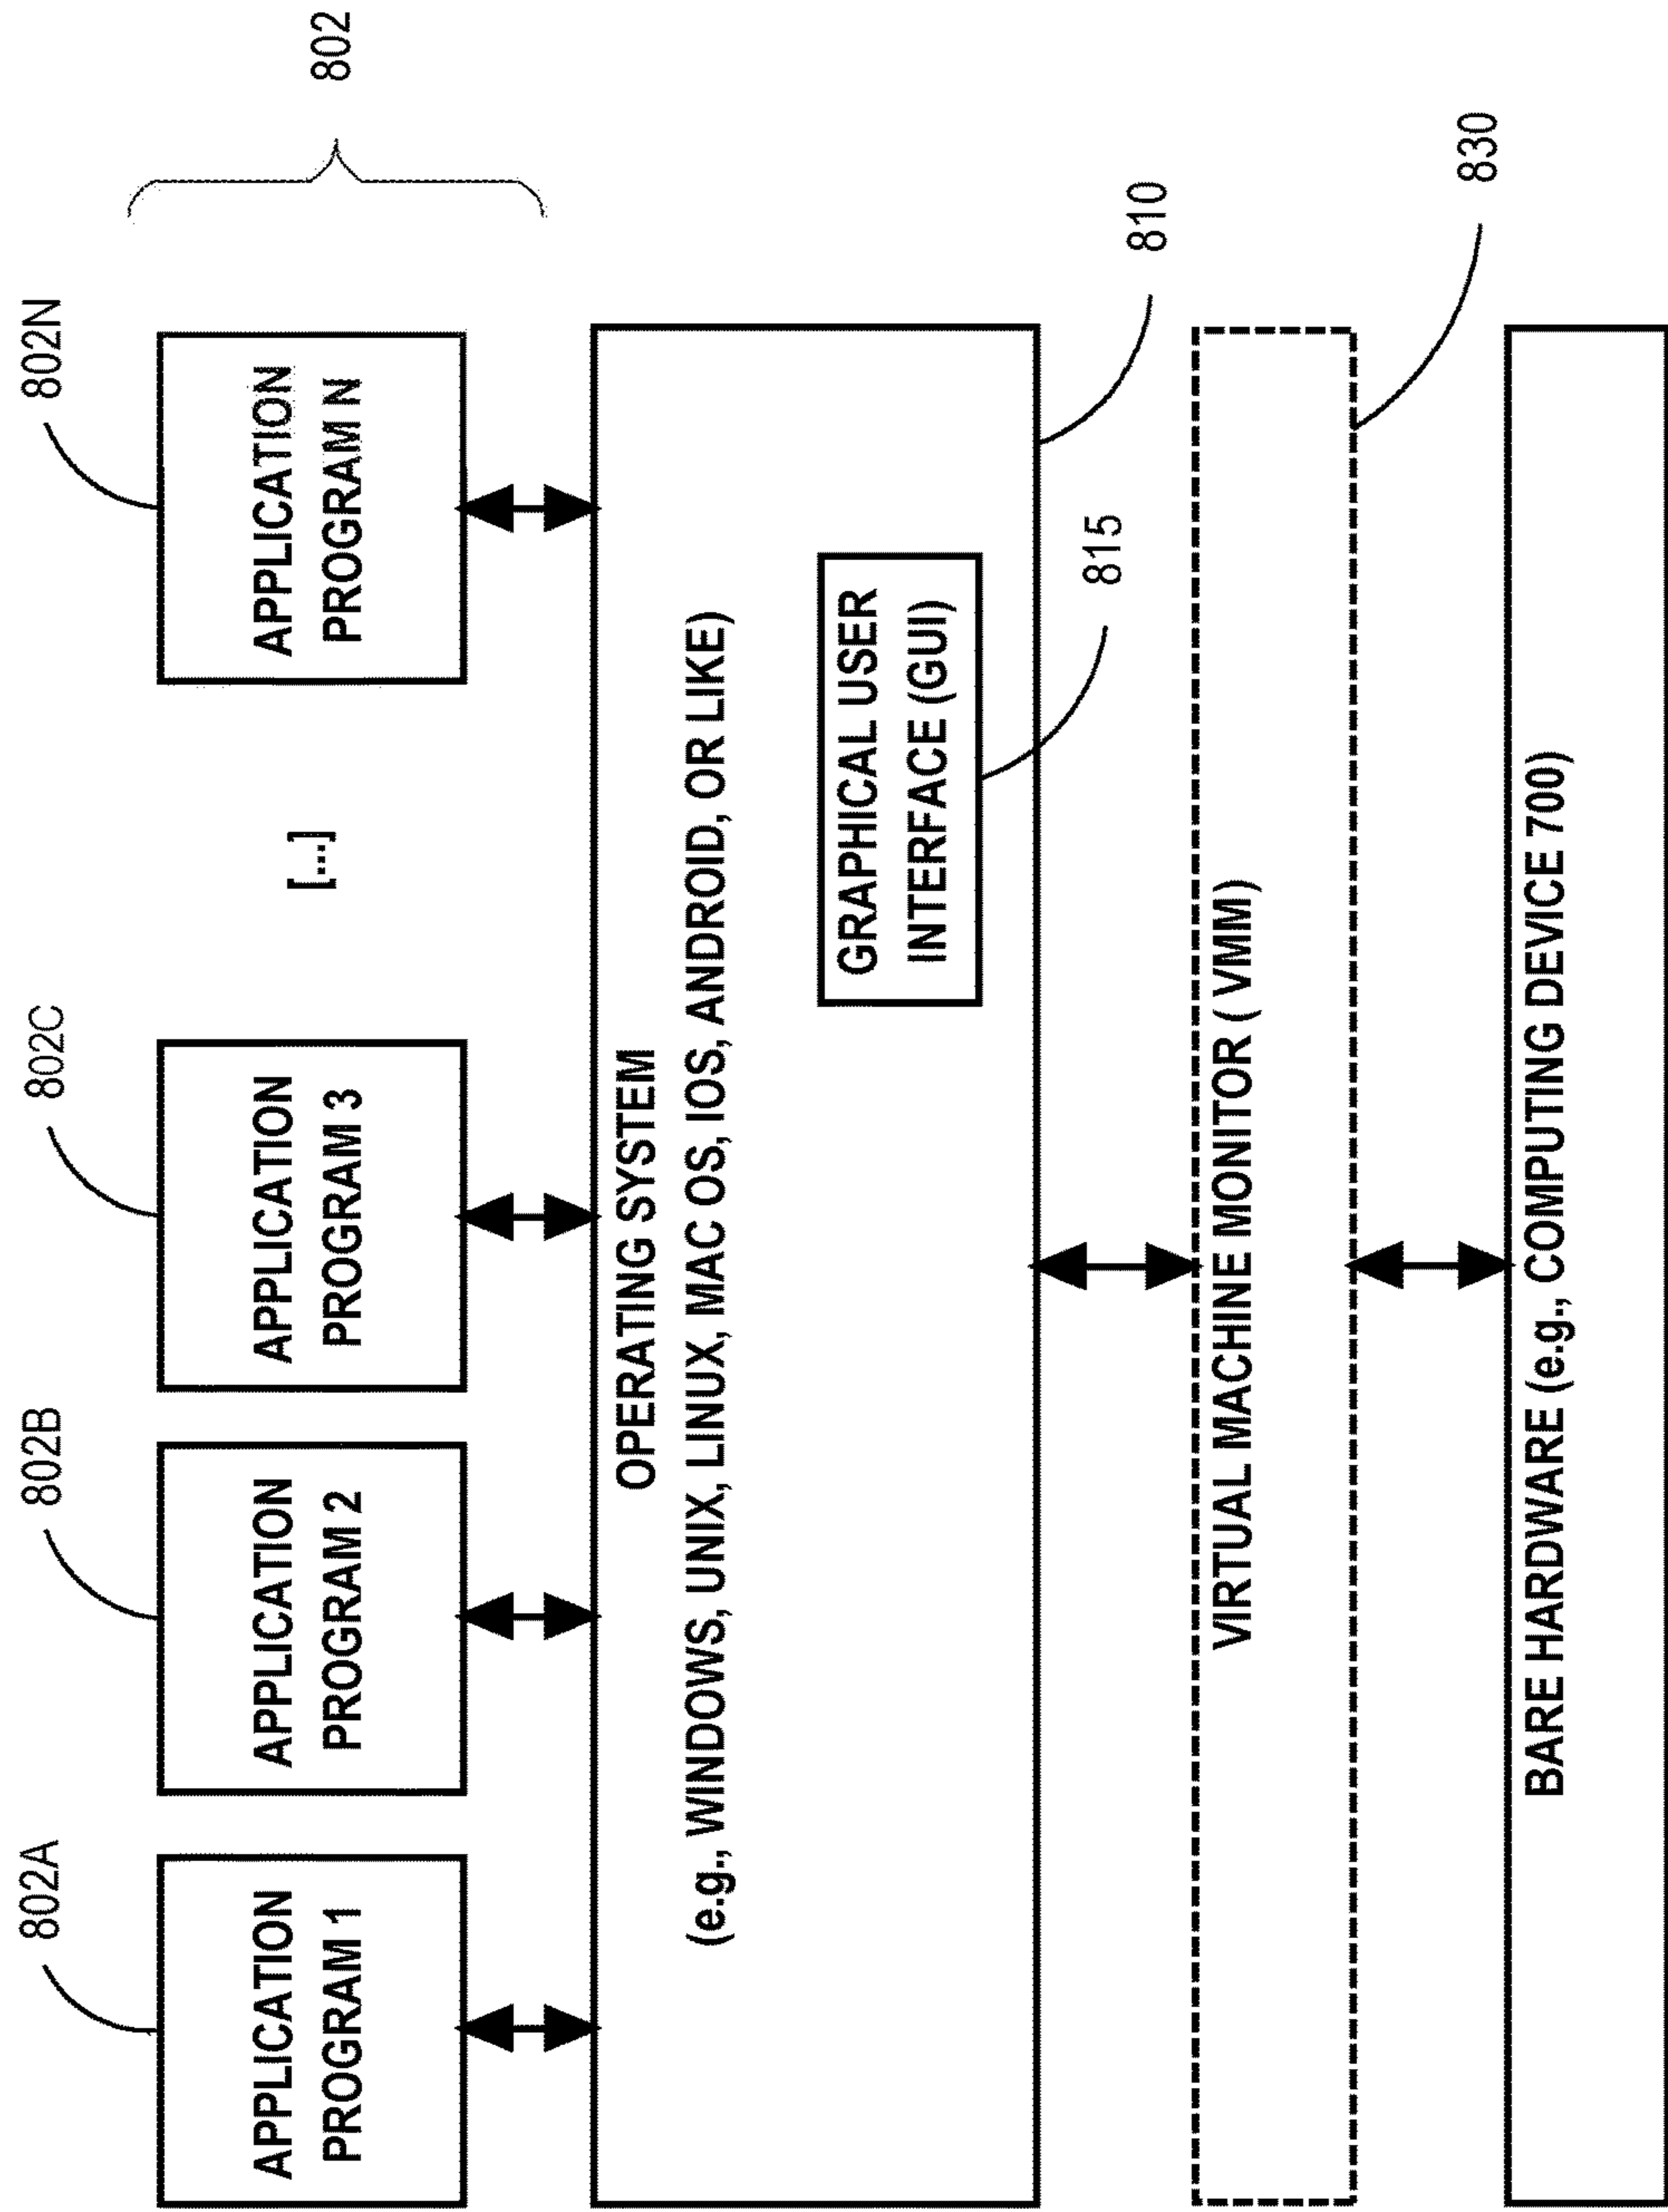 802
802A
802B
802C
802N
APPLICATION
PROGRAM 1
APPLICATION
PROGRAM 2
APPLICATION
PROGRAM 3
[...]
APPLICATION
PROGRAM N
OPERATING SYSTEM
(e.g., WINDOWS, UNIX, LINUX, MAC OS, IOS, ANDROID, OR LIKE)
GRAPHICAL USER
INTERFACE (GUI)
810
815
VIRTUAL MACHINE MONITOR ( VMM)
830
BARE HARDWARE (e.g., COMPUTING DEVICE 700)